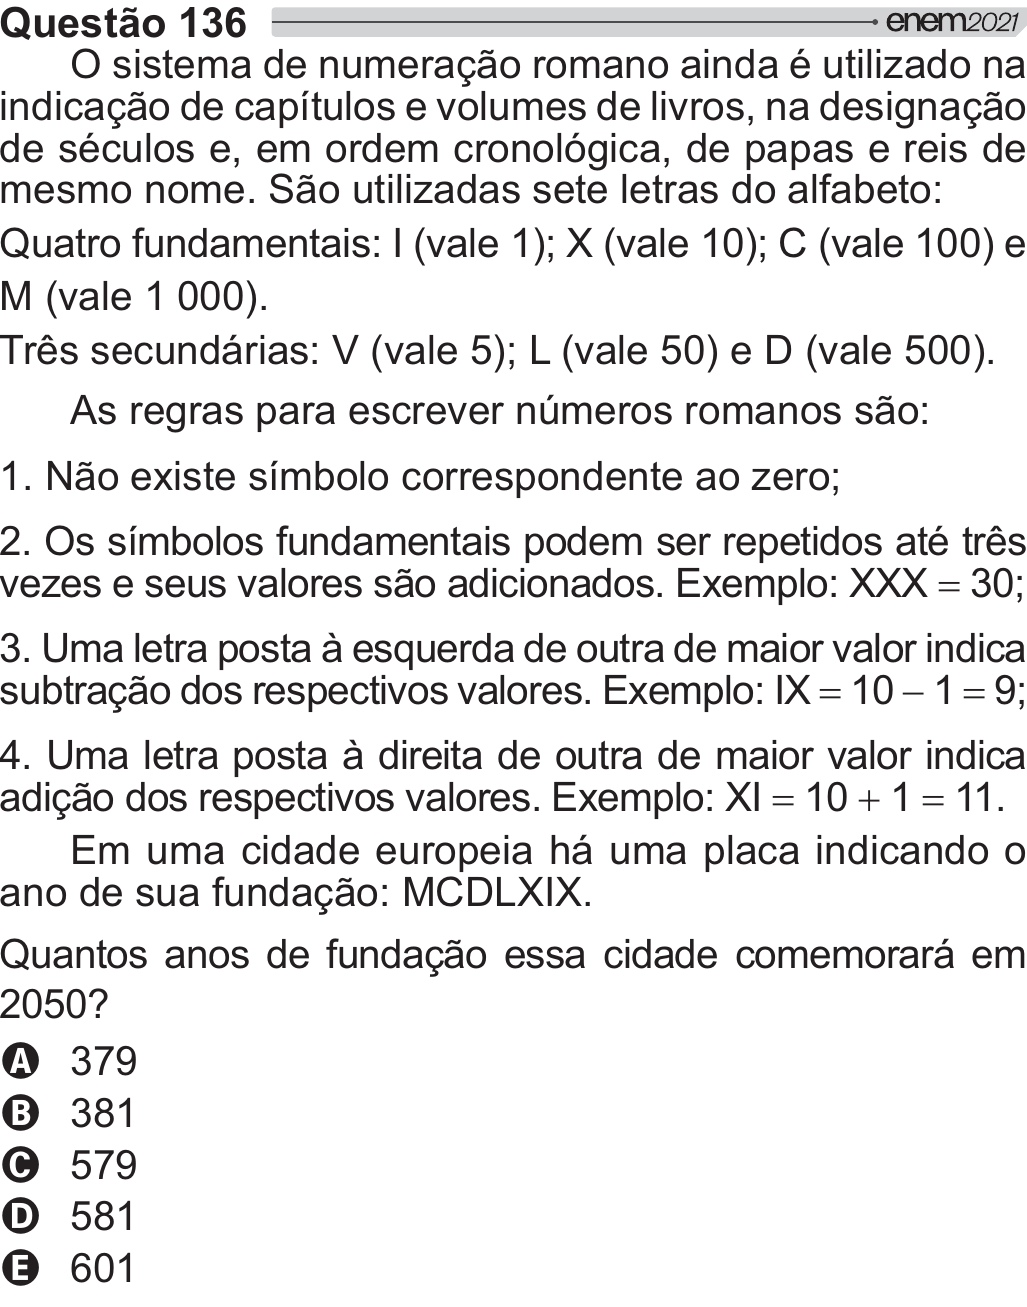 Questão 136 enem2021
O sistema de numeração romano ainda é utilizado na
indicação de capítulos e volumes de livros, na designação
de séculos e, em ordem cronológica, de papas e reis de
mesmo nome. São utilizadas sete letras do alfabeto:
Quatro fundamentais: I (vale 1); X (vale 10); C (vale 100) e
M (vale 1 000).
Três secundárias: V (vale 5); L (vale 50) e D (vale 500).
As regras para escrever números romanos são:
1. Não existe símbolo correspondente ao zero;
2. Os símbolos fundamentais podem ser repetidos até três
vezes e seus valores são adicionados. Exemplo: XXX = 30;
3. Uma letra posta à esquerda de outra de maior valor indica
subtração dos respectivos valores. Exemplo: IX = 10 – 1 = 9;
4. Uma letra posta à direita de outra de maior valor indica
adição dos respectivos valores. Exemplo: XI = 10 + 1 = 11.
Em uma cidade europeia há uma placa indicando o
ano de sua fundação: MCDLXIX.
Quantos anos de fundação essa cidade comemorará em
2050?
A 379
B 381
C 579
D 581
E 601